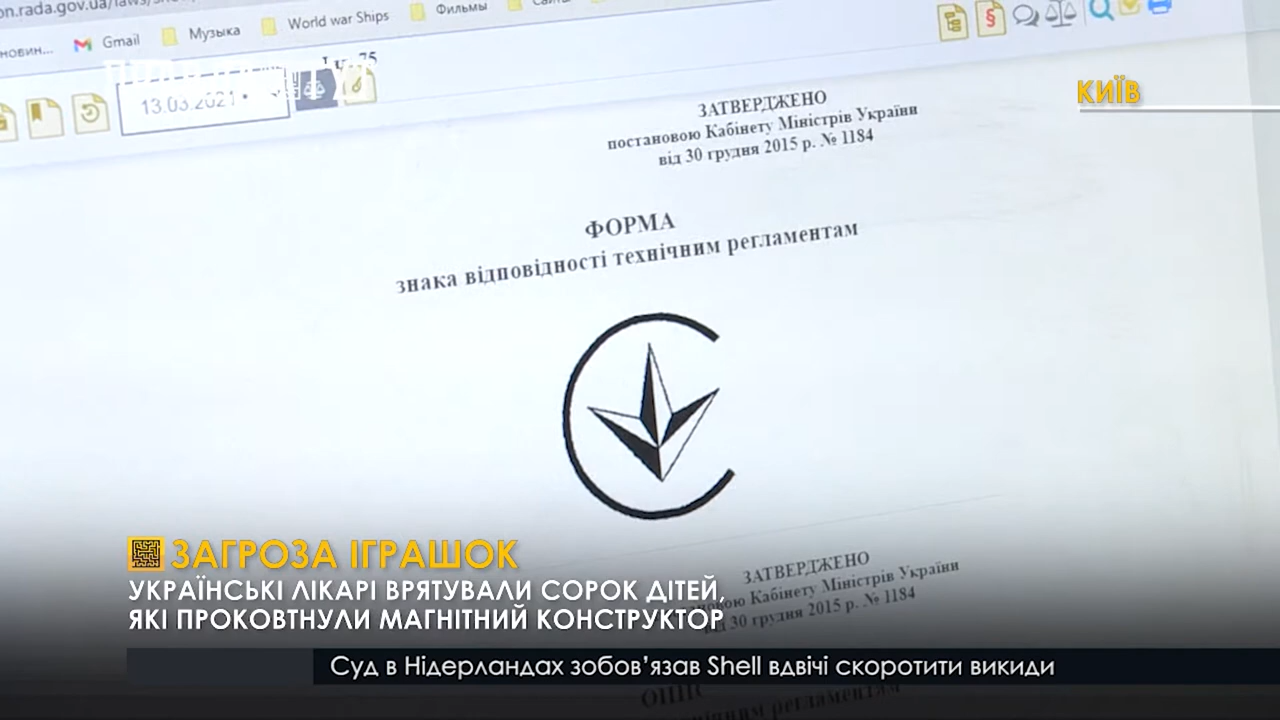 on.rada.gov.ua/laws/
новин...
Gmail
Музыка
World war Ships
Фильмы
Сайты
13.03.2021
КИЇВ
ЗАТВЕРДЖЕНО
постановою Кабінету Міністрів України
від 30 грудня 2015 р. № 1184
ФОРМА
знака відповідності технічним регламентам
ЗАГРОЗА ІГРАШОК
УКРАЇНСЬКІ ЛІКАРІ ВРЯТУВАЛИ СОРОК ДІТЕЙ,
ЯКІ ПРОКОВТНУЛИ МАГНІТНИЙ КОНСТРУКТОР
ЗАТВЕРДЖЕНО
Кабінету Міністрів України
30 грудня 2015 р. № 1184
Суд в Нідерландах зобов’язав Shell вдвічі скоротити викиди
регламентам